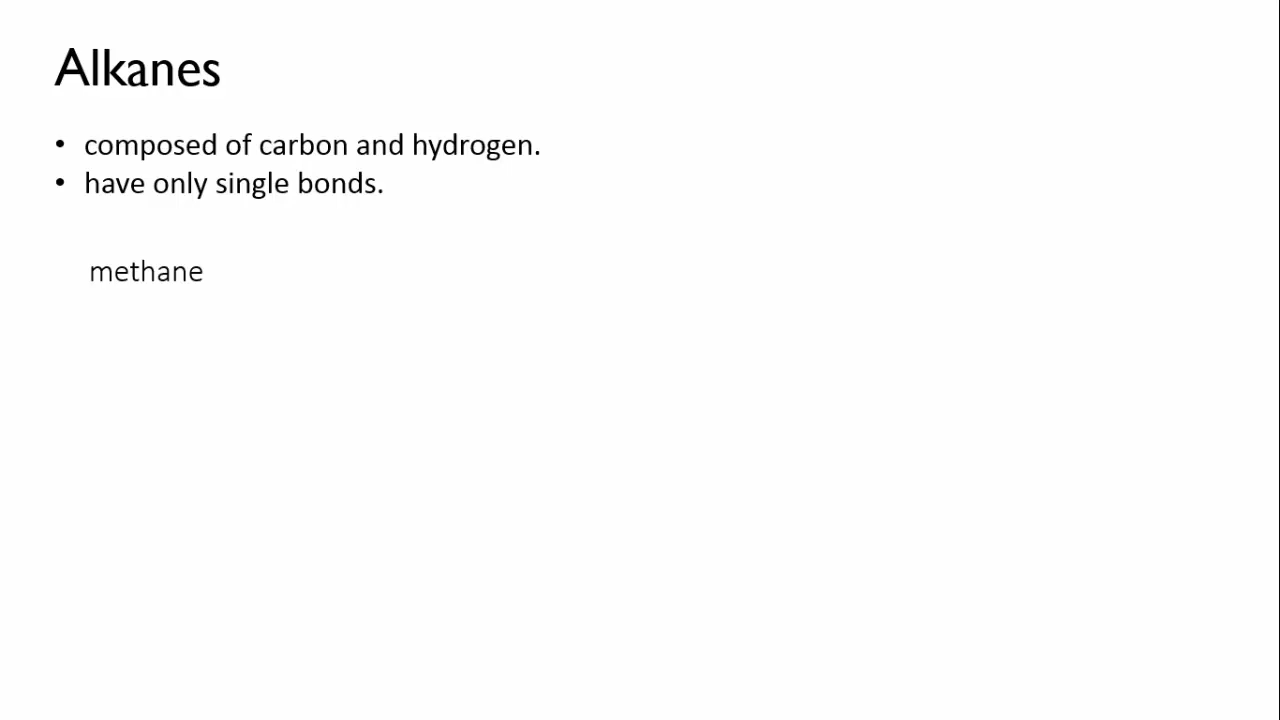 Alkanes
• composed of carbon and hydrogen.
• have only single bonds.
methane